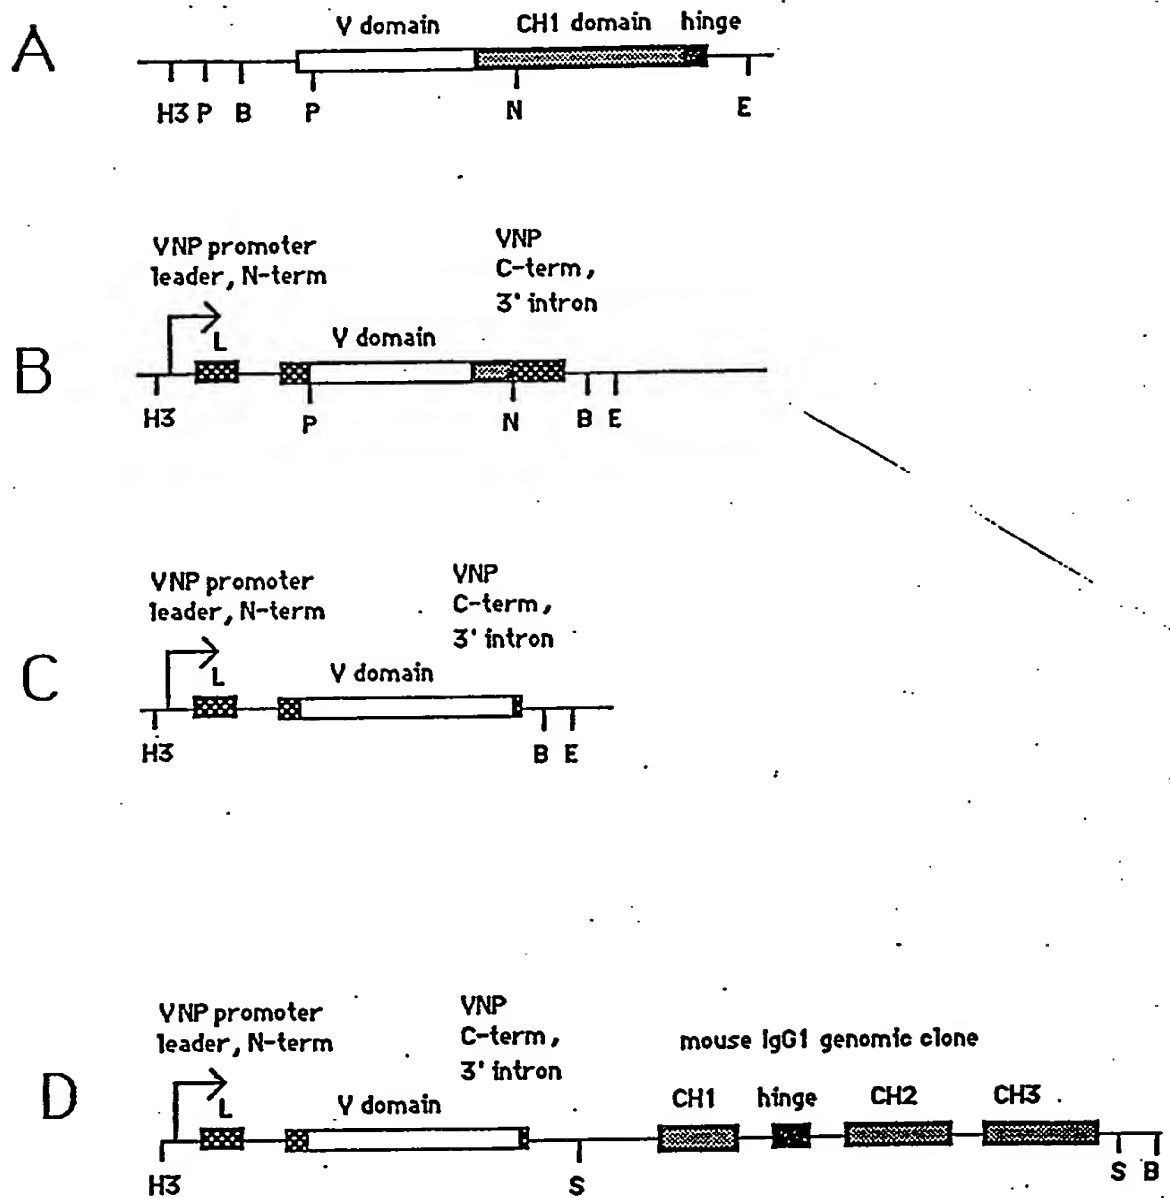 A
V domain CH1 domain hinge
H3 P B P N E
B
VNP promoter
leader, N-term
VNP
C-term,
3' intron
L
V domain
H3 P N B E
C
VNP promoter
leader, N-term
VNP
C-term,
3' intron
L
V domain
H3 B E
D
VNP promoter
leader, N-term
VNP
C-term,
3' intron
mouse IgG1 genomic clone
L
V domain
CH1 hinge CH2 CH3
H3 S S B